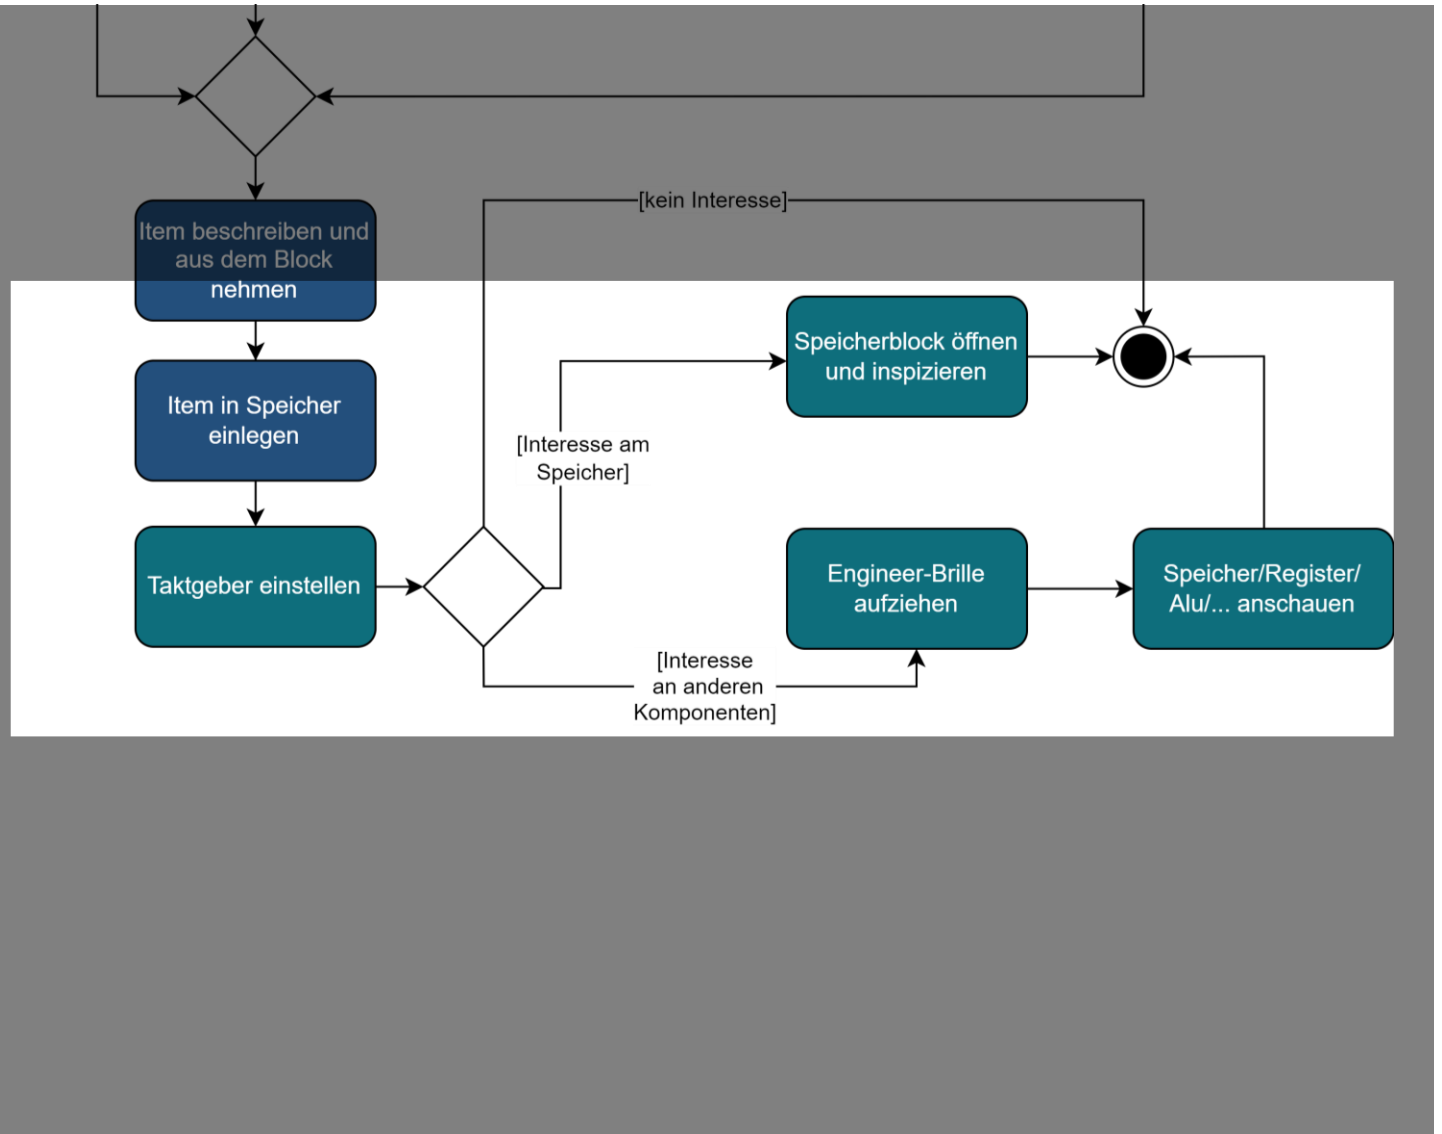 Item beschreiben und
aus dem Block
nehmen
[kein Interesse]
Speicherblock öffnen
und inspizieren
Item in Speicher
einlegen
[Interesse am
Speicher]
Taktgeber einstellen
Engineer-Brille
aufziehen
Speicher/Register/
Alu/... anschauen
[Interesse
an anderen
Komponenten]